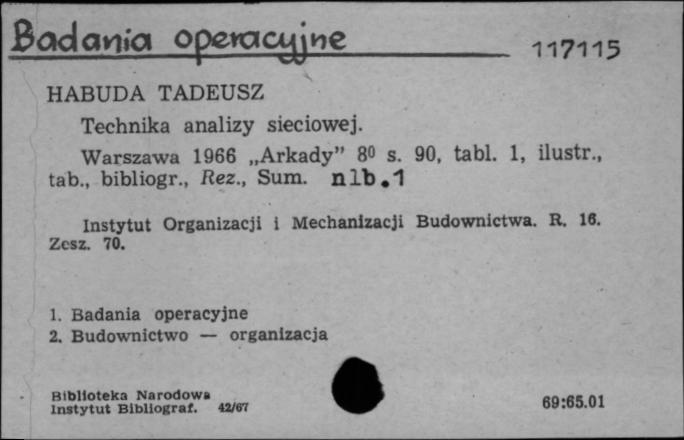 Badania operacyjne
117115
HABUDA TADEUSZ
Technika analizy sieciowej.
Warszawa 1966 „Arkady” 8⁰ s. 90, tabl. 1, ilustr.,
tab., bibliogr., Rez., Sum. nlb.1
Instytut Organizacji i Mechanizacji Budownictwa. R. 16.
Zesz. 70.
1. Badania operacyjne
2. Budownictwo — organizacja
Biblioteka Narodowa
Instytut Bibliograf. 42/67
69:65.01